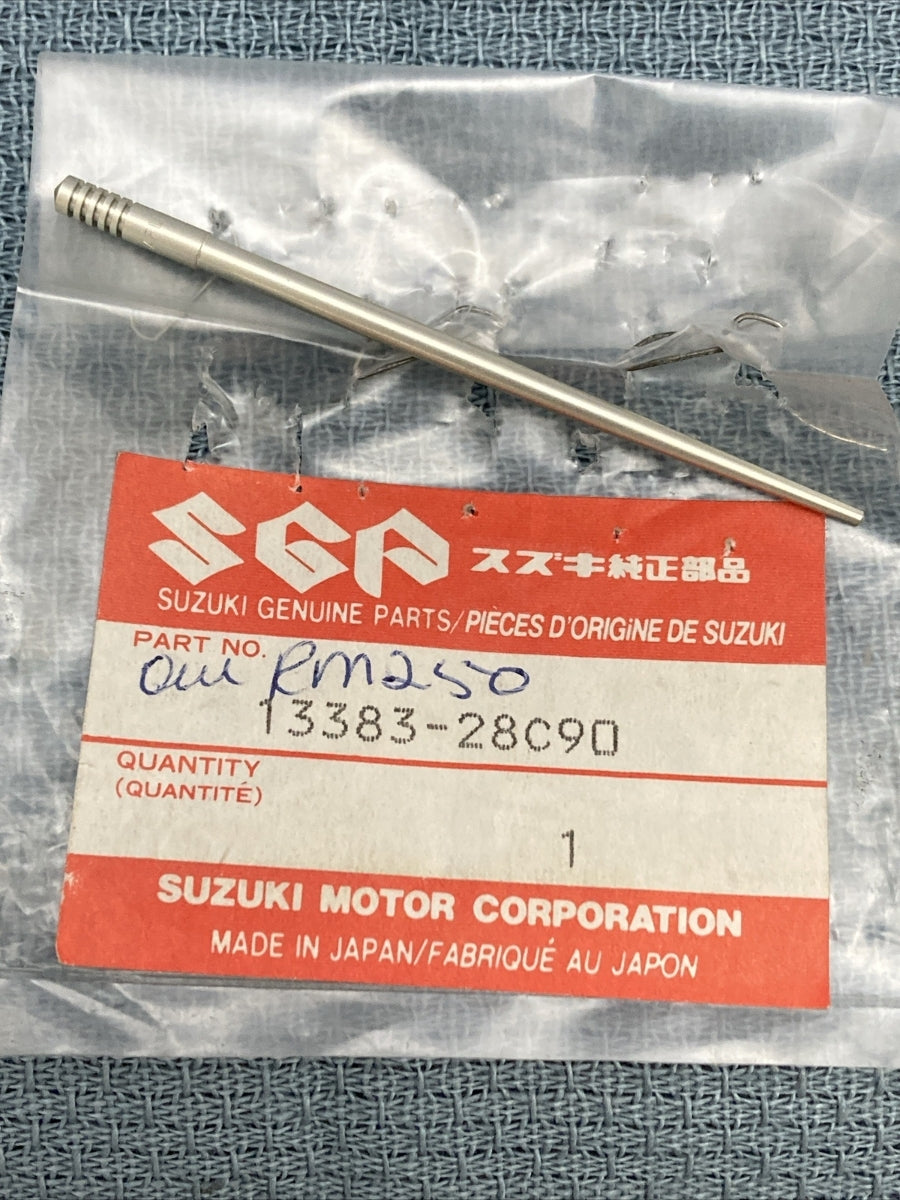 SGP スズキ純正部品
SUZUKI GENUINE PARTS/PIÈCES D'ORIGINE DE SUZUKI
PART NO.
RM250
13383-28C90
QUANTITY
(QUANTITÉ)
1
SUZUKI MOTOR CORPORATION
MADE IN JAPAN/FABRIQUÉ AU JAPON